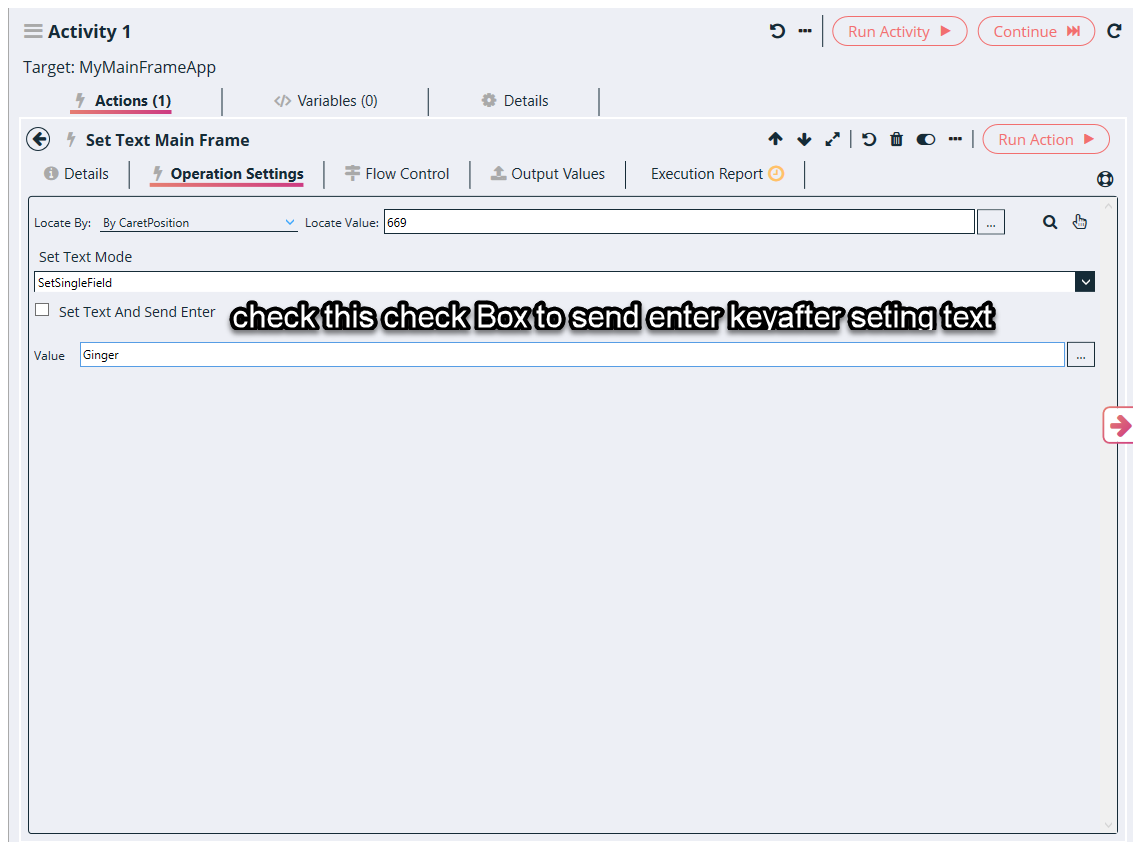 Activity 1
Run Activity
Continue
Target: MyMainFrameApp
Actions (1)
</> Variables (0)
Details
Set Text Main Frame
Run Action
Details
Operation Settings
Flow Control
Output Values
Execution Report
Locate By: By CaretPosition Locate Value: 669 ...
Set Text Mode
SetSingleField
Set Text And Send Enter check this check Box to send enter keyafter seting text
Value Ginger ...